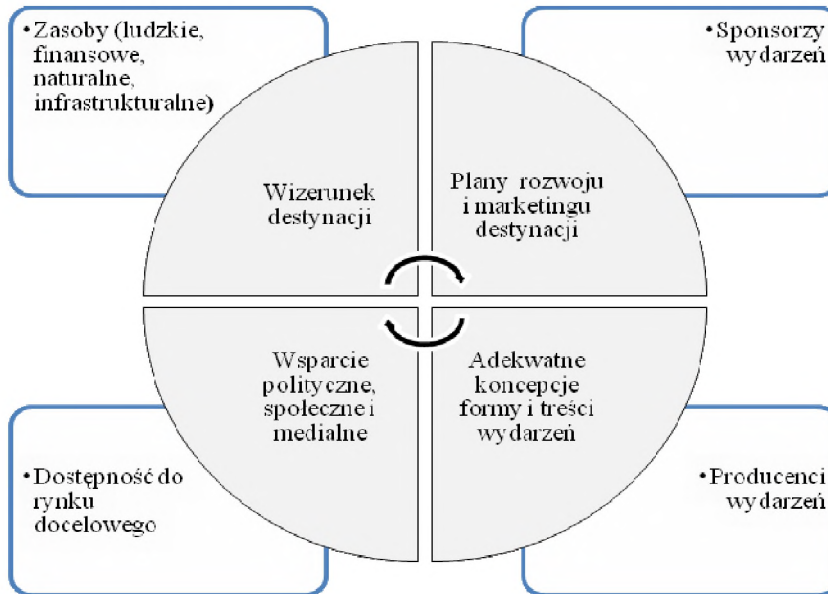 •Zasoby (ludzkie,
finansowe,
naturalne,
infrastrukturalne)
•Sponsorzy
wydarzeń
Wizerunek
destynacji
Plany rozwoju
i marketingu
destynacji
Wsparcie
polityczne,
społeczne i
medialne
Adekwatne
koncepcje
formy i treści
wydarzeń
•Dostępność do
rynku
docelowego
•Producenci
wydarzeń